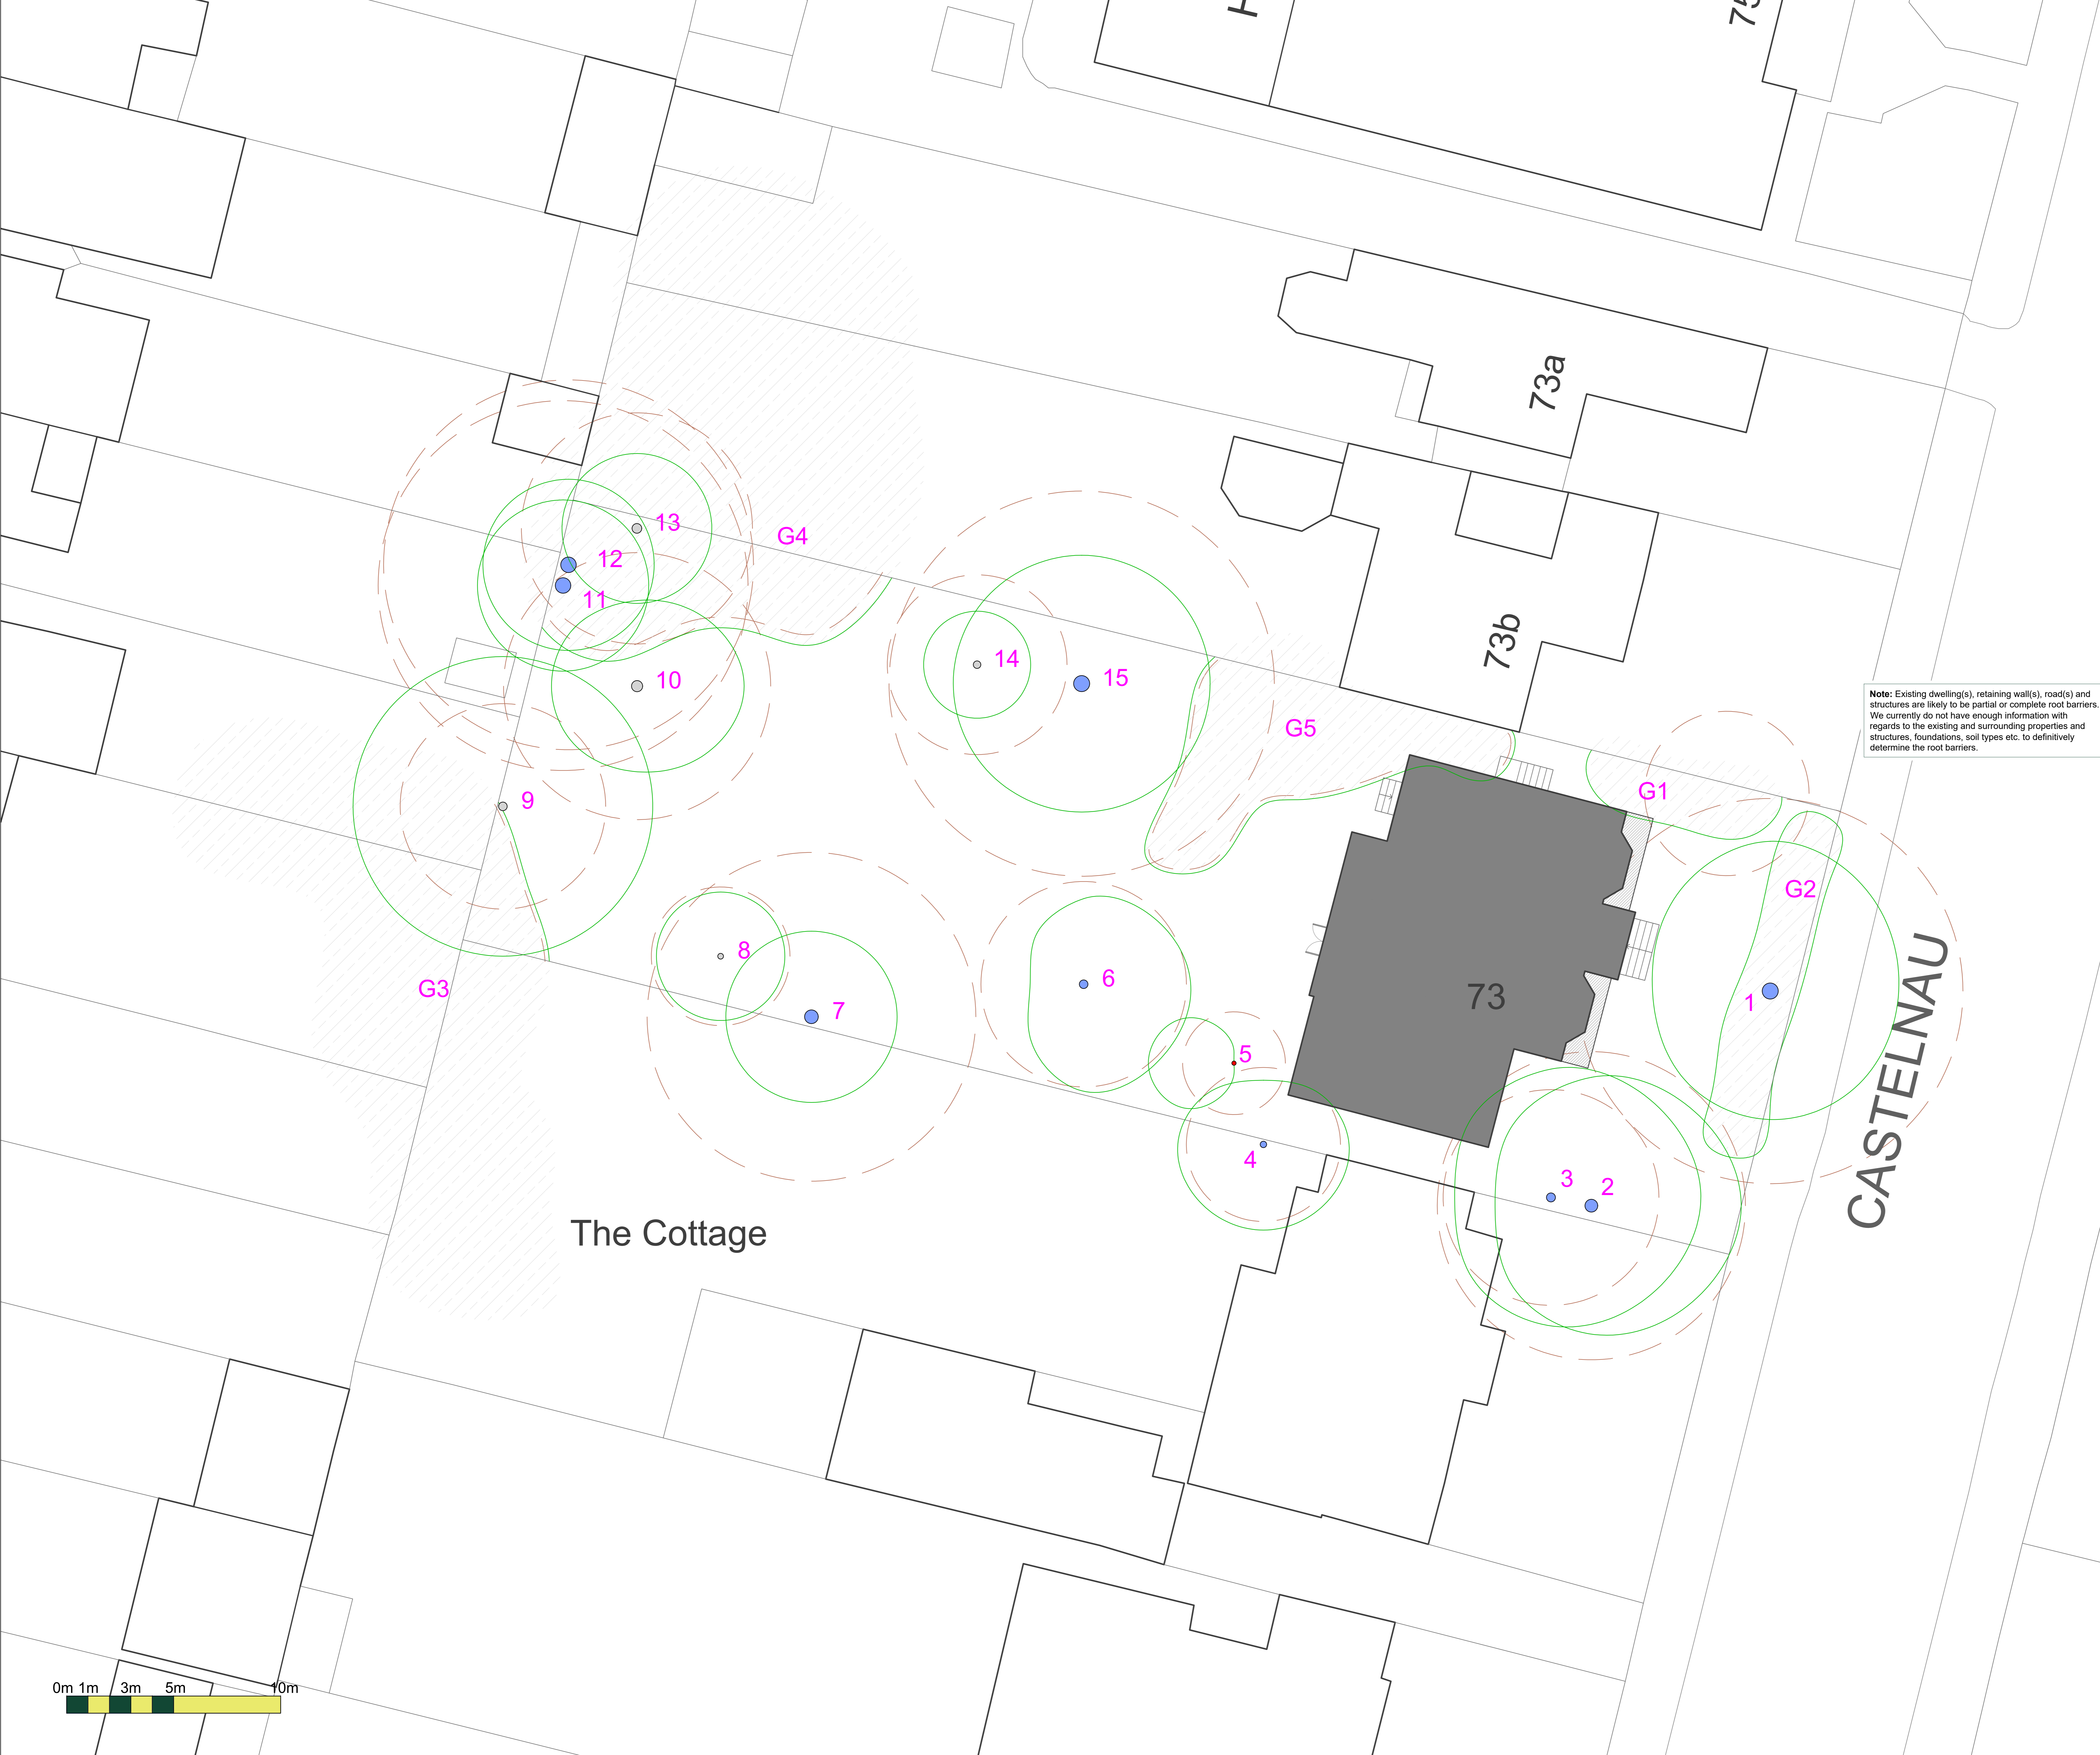 73a
13
G4
12
11
73b
14
15
10
G5
Note: Existing dwelling(s), retaining wall(s), road(s) and
structures are likely to be partial or complete root barriers.
We currently do not have enough information with
regards to the existing and surrounding properties and
structures, foundations, soil types etc. to definitively
determine the root barriers.
G1
9
G2
8
6
G3
73
1
7
5
CASTELNAU
4
3
2
The Cottage
0m 1m 3m 5m 10m